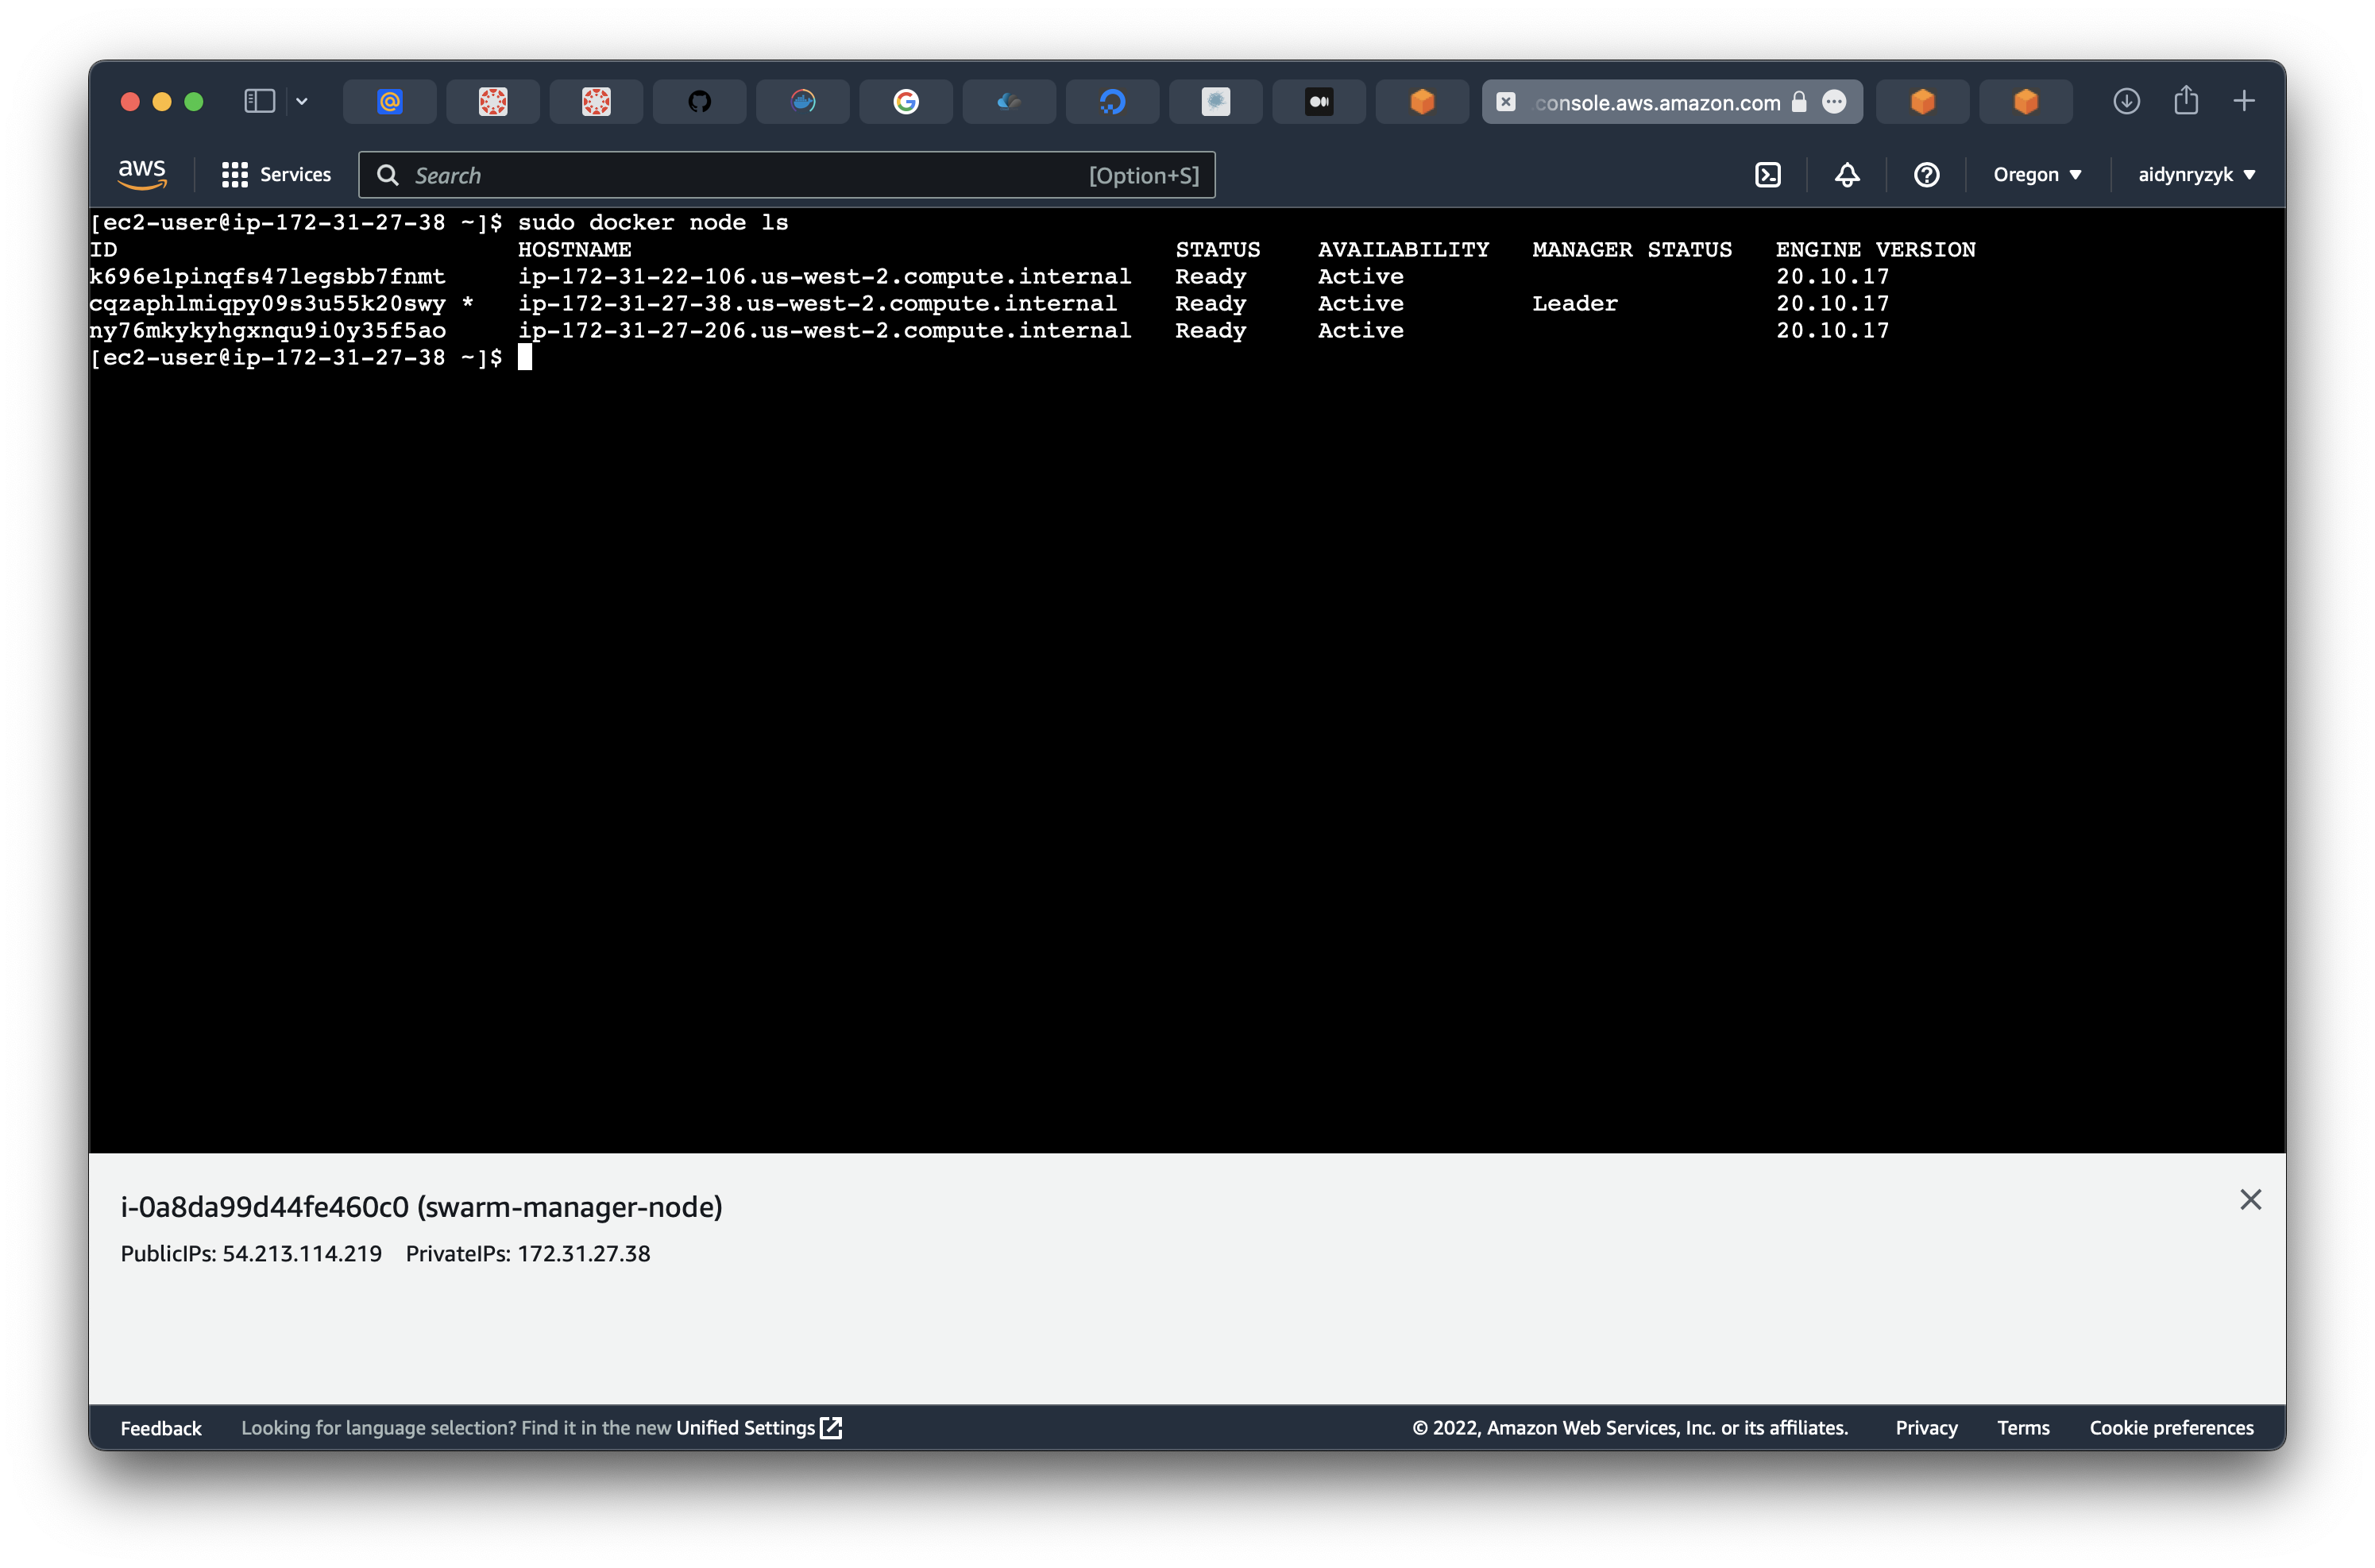 .console.aws.amazon.com
aws Services Search [Option+S] Oregon aidynryzyk
[ec2-user@ip-172-31-27-38 ~]$ sudo docker node ls
ID HOSTNAME STATUS AVAILABILITY MANAGER STATUS ENGINE VERSION
k696e1pinqfs47legsbb7fnmt ip-172-31-22-106.us-west-2.compute.internal Ready Active 20.10.17
cqzaphlmiqpy09s3u55k20swy * ip-172-31-27-38.us-west-2.compute.internal Ready Active Leader 20.10.17
ny76mkykyhgxnqu9i0y35f5ao ip-172-31-27-206.us-west-2.compute.internal Ready Active 20.10.17
[ec2-user@ip-172-31-27-38 ~]$
i-0a8da99d44fe460c0 (swarm-manager-node)
PublicIPs: 54.213.114.219 PrivateIPs: 172.31.27.38
Feedback Looking for language selection? Find it in the new Unified Settings © 2022, Amazon Web Services, Inc. or its affiliates. Privacy Terms Cookie preferences